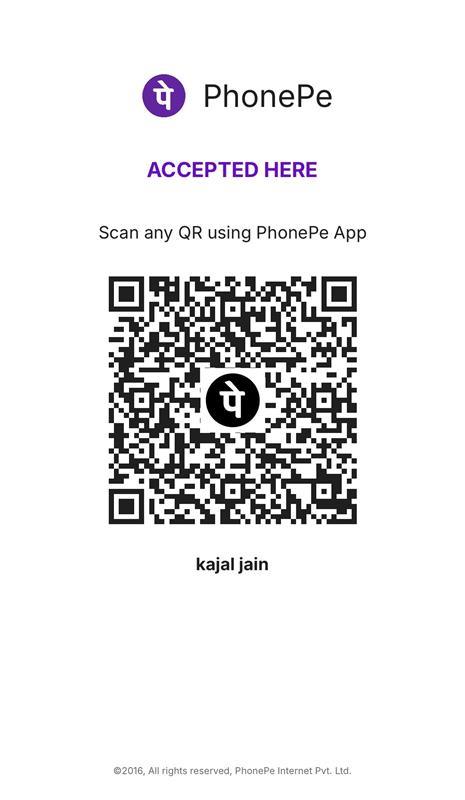 पे PhonePe
ACCEPTED HERE
Scan any QR using PhonePe App
पे
kajal jain
©2016, All rights reserved, PhonePe Internet Pvt. Ltd.